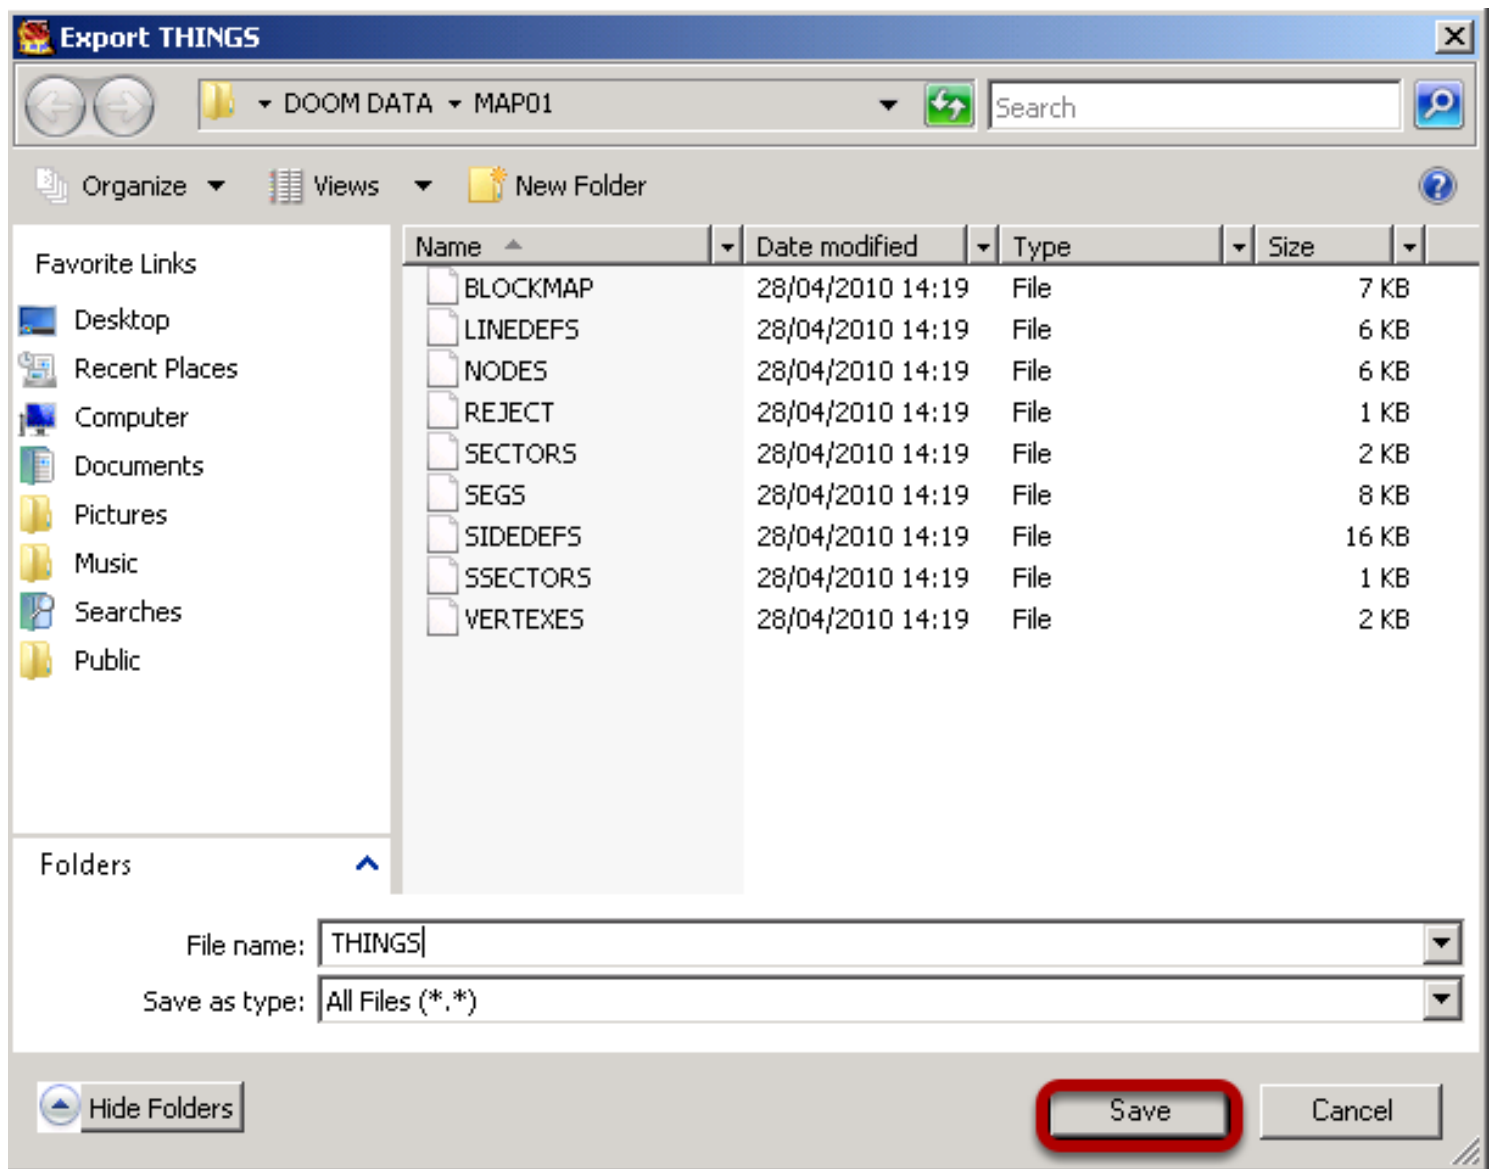 Export THINGS
DOOM DATA MAP01 Search
Organize Views New Folder
Favorite Links
Desktop
Recent Places
Computer
Documents
Pictures
Music
Searches
Public
Folders
Name Date modified Type Size
BLOCKMAP 28/04/2010 14:19 File 7 KB
LINEDEFS 28/04/2010 14:19 File 6 KB
NODES 28/04/2010 14:19 File 6 KB
REJECT 28/04/2010 14:19 File 1 KB
SECTORS 28/04/2010 14:19 File 2 KB
SEGS 28/04/2010 14:19 File 8 KB
SIDEDEFS 28/04/2010 14:19 File 16 KB
SSECTORS 28/04/2010 14:19 File 1 KB
VERTEXES 28/04/2010 14:19 File 2 KB
File name: THINGS
Save as type: All Files (*.*)
Hide Folders Save Cancel